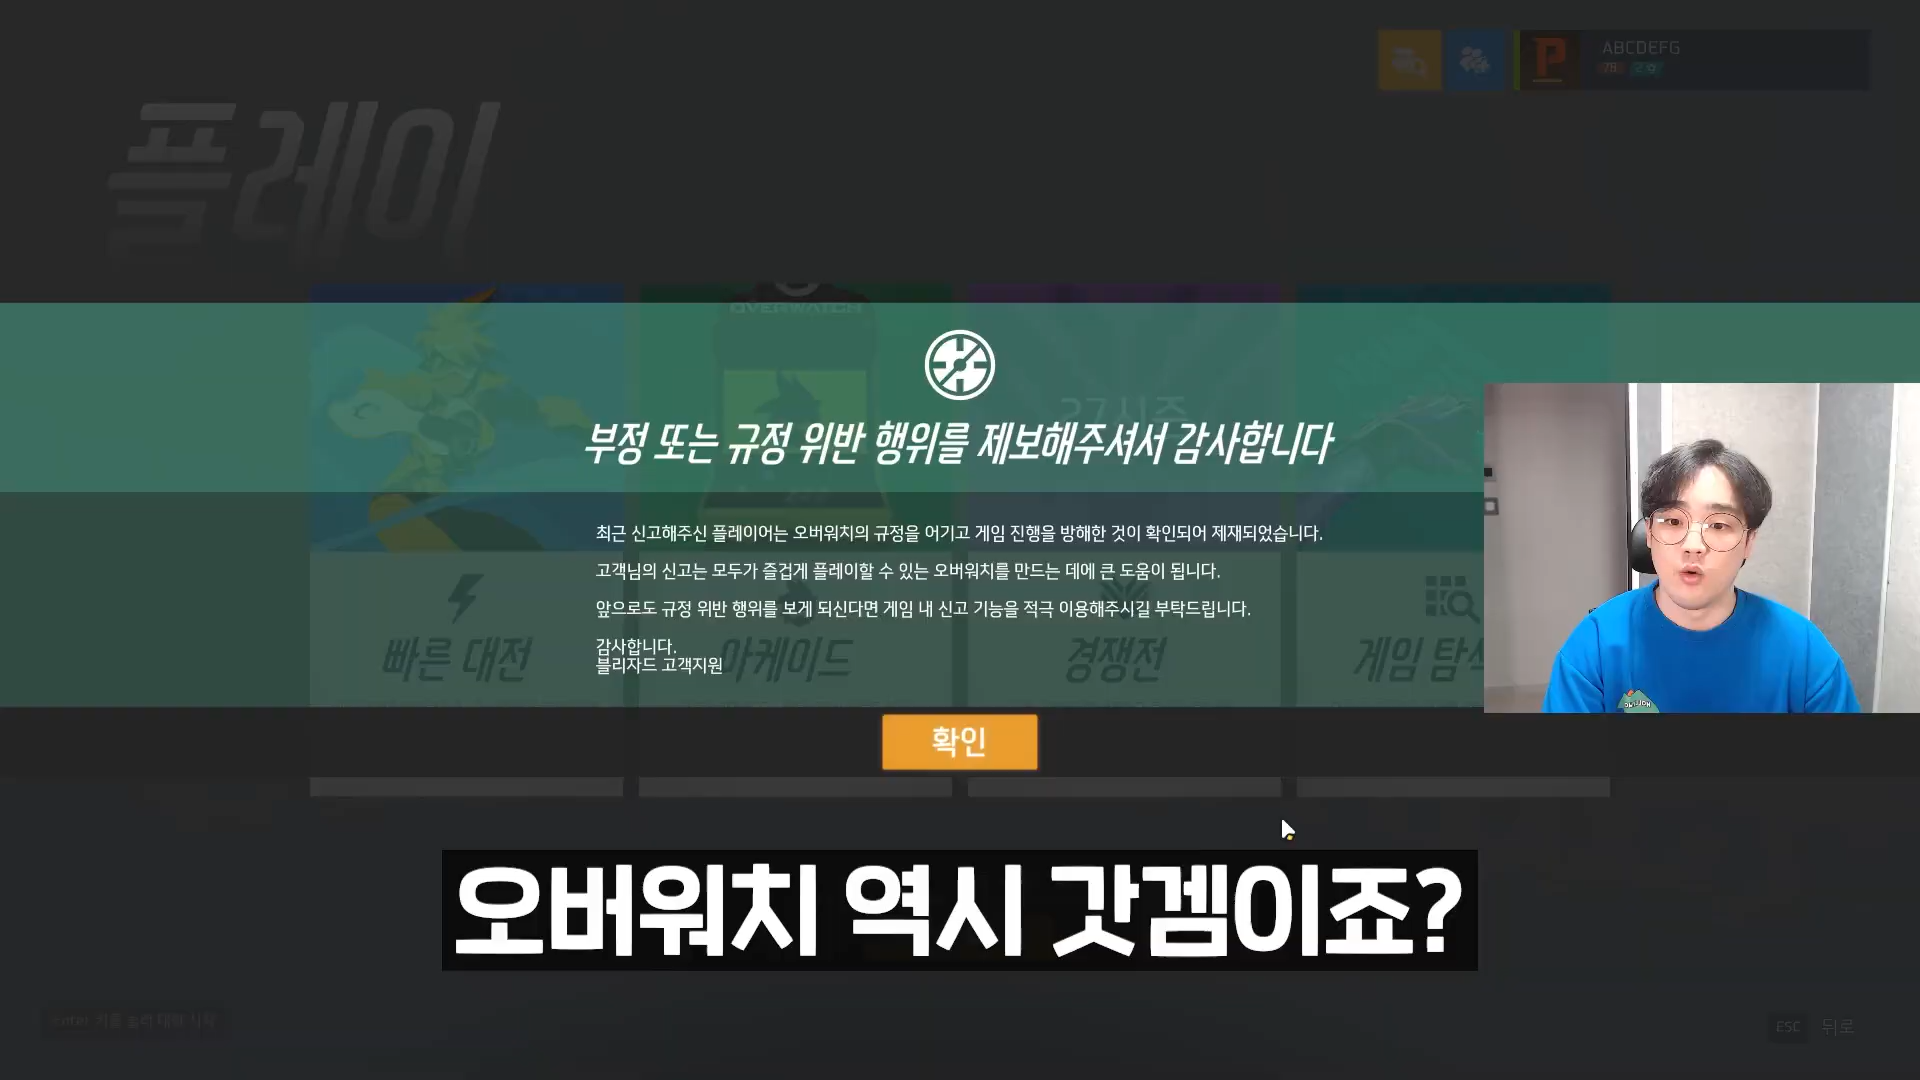 ABCDEFG
78
플레이
OVERWATCH
27시즌
부정 또는 규정 위반 행위를 제보해주셔서 감사합니다
최근 신고해주신 플레이어는 오버워치의 규정을 어기고 게임 진행을 방해한 것이 확인되어 제재되었습니다.
고객님의 신고는 모두가 즐겁게 플레이할 수 있는 오버워치를 만드는 데에 큰 도움이 됩니다.
앞으로도 규정 위반 행위를 보게 되신다면 게임 내 신고 기능을 적극 이용해주시길 부탁드립니다.
감사합니다.
블리자드 고객지원
빠른 대전
아케이드
경쟁전
게임
확인
오버워치 역시 갓겜이죠?
ESC 뒤로